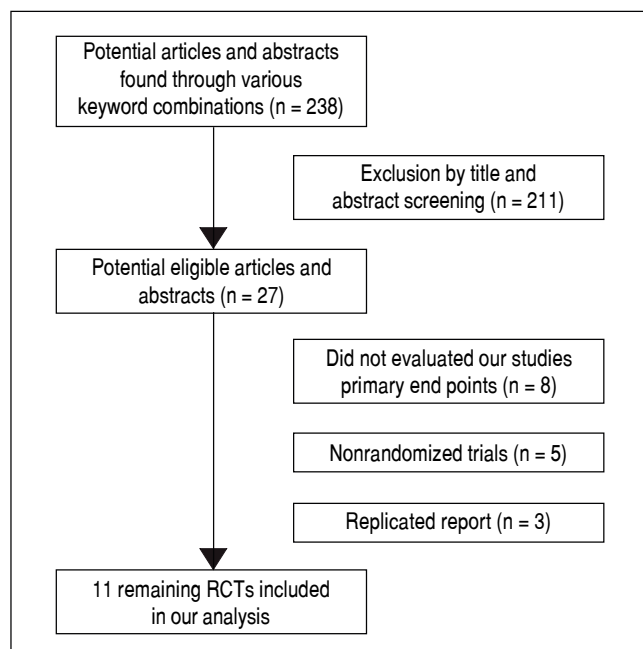 Potential articles and abstracts
found through various
keyword combinations (n = 238)
Exclusion by title and
abstract screening (n = 211)
Potential eligible articles and
abstracts (n = 27)
Did not evaluated our studies
primary end points (n = 8)
Nonrandomized trials (n = 5)
Replicated report (n = 3)
11 remaining RCTs included
in our analysis